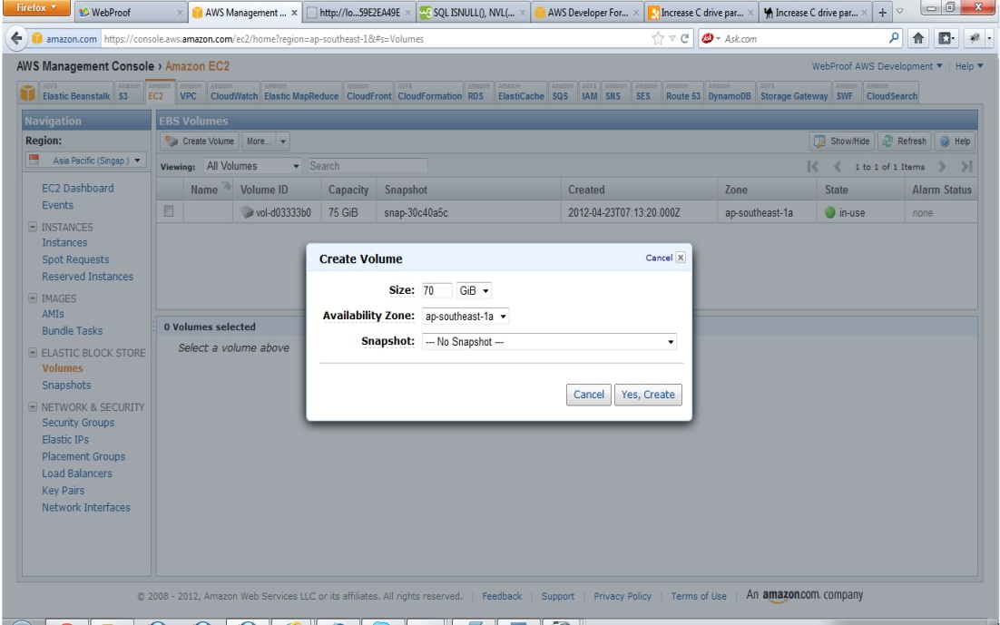 Firefox
WebProof
AWS Management ...
http://lo...59E2EA49E
SQL ISNULL(), NVL(...
AWS Developer For...
Increase C drive par...
Increase C drive par...
amazon.com https://console.aws.amazon.com/ec2/home?region=ap-southeast-1&#s=Volumes
Ask.com
AWS Management Console › Amazon EC2
WebProof AWS Development Help
AWS Elastic Beanstalk
Amazon S3
Amazon EC2
Amazon VPC
Amazon CloudWatch
Amazon Elastic MapReduce
Amazon CloudFront
AWS CloudFormation
Amazon RDS
Amazon ElastiCache
Amazon SQS
AWS IAM
Amazon SNS
Amazon SES
Amazon Route 53
Amazon DynamoDB
AWS Storage Gateway
Amazon SWF
Amazon CloudSearch
Navigation
Region:
Asia Pacific (Singap.)
EC2 Dashboard
Events
INSTANCES
Instances
Spot Requests
Reserved Instances
IMAGES
AMIs
Bundle Tasks
ELASTIC BLOCK STORE
Volumes
Snapshots
NETWORK & SECURITY
Security Groups
Elastic IPs
Placement Groups
Load Balancers
Key Pairs
Network Interfaces
EBS Volumes
Create Volume More... Show/Hide Refresh Help
Viewing: All Volumes Search 1 to 1 of 1 Items
Name Volume ID Capacity Snapshot Created Zone State Alarm Status
vol-d03333b0 75 GiB snap-30c40a5c 2012-04-23T07:13:20.000Z ap-southeast-1a in-use none
Create Volume Cancel
Size: 70 GiB
Availability Zone: ap-southeast-1a
Snapshot: --- No Snapshot ---
Cancel Yes, Create
0 Volumes selected
Select a volume above
© 2008 - 2012, Amazon Web Services LLC or its affiliates. All rights reserved. | Feedback | Support | Privacy Policy | Terms of Use | An amazon.com. company